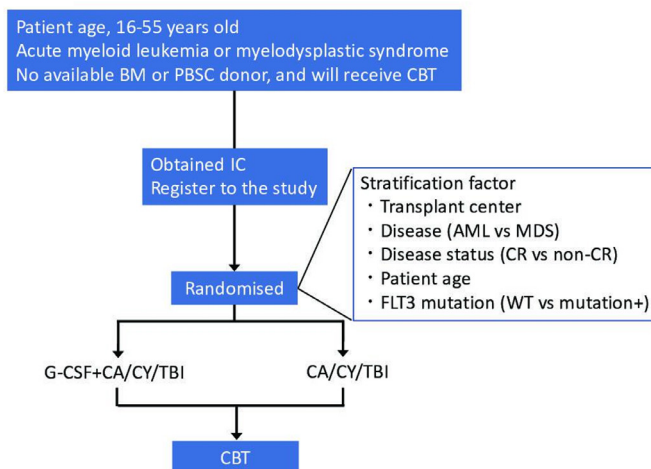 Patient age, 16-55 years old
Acute myeloid leukemia or myelodysplastic syndrome
No available BM or PBSC donor, and will receive CBT
Obtained IC
Register to the study
Stratification factor
・Transplant center
・Disease (AML vs MDS)
・Disease status (CR vs non-CR)
・Patient age
・FLT3 mutation (WT vs mutation+)
Randomised
G-CSF+CA/CY/TBI
CA/CY/TBI
CBT